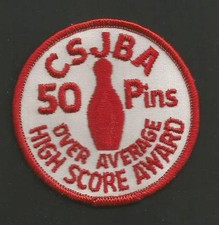 CSJBA
50 Pins
OVER AVERAGE
HIGH SCORE AWARD